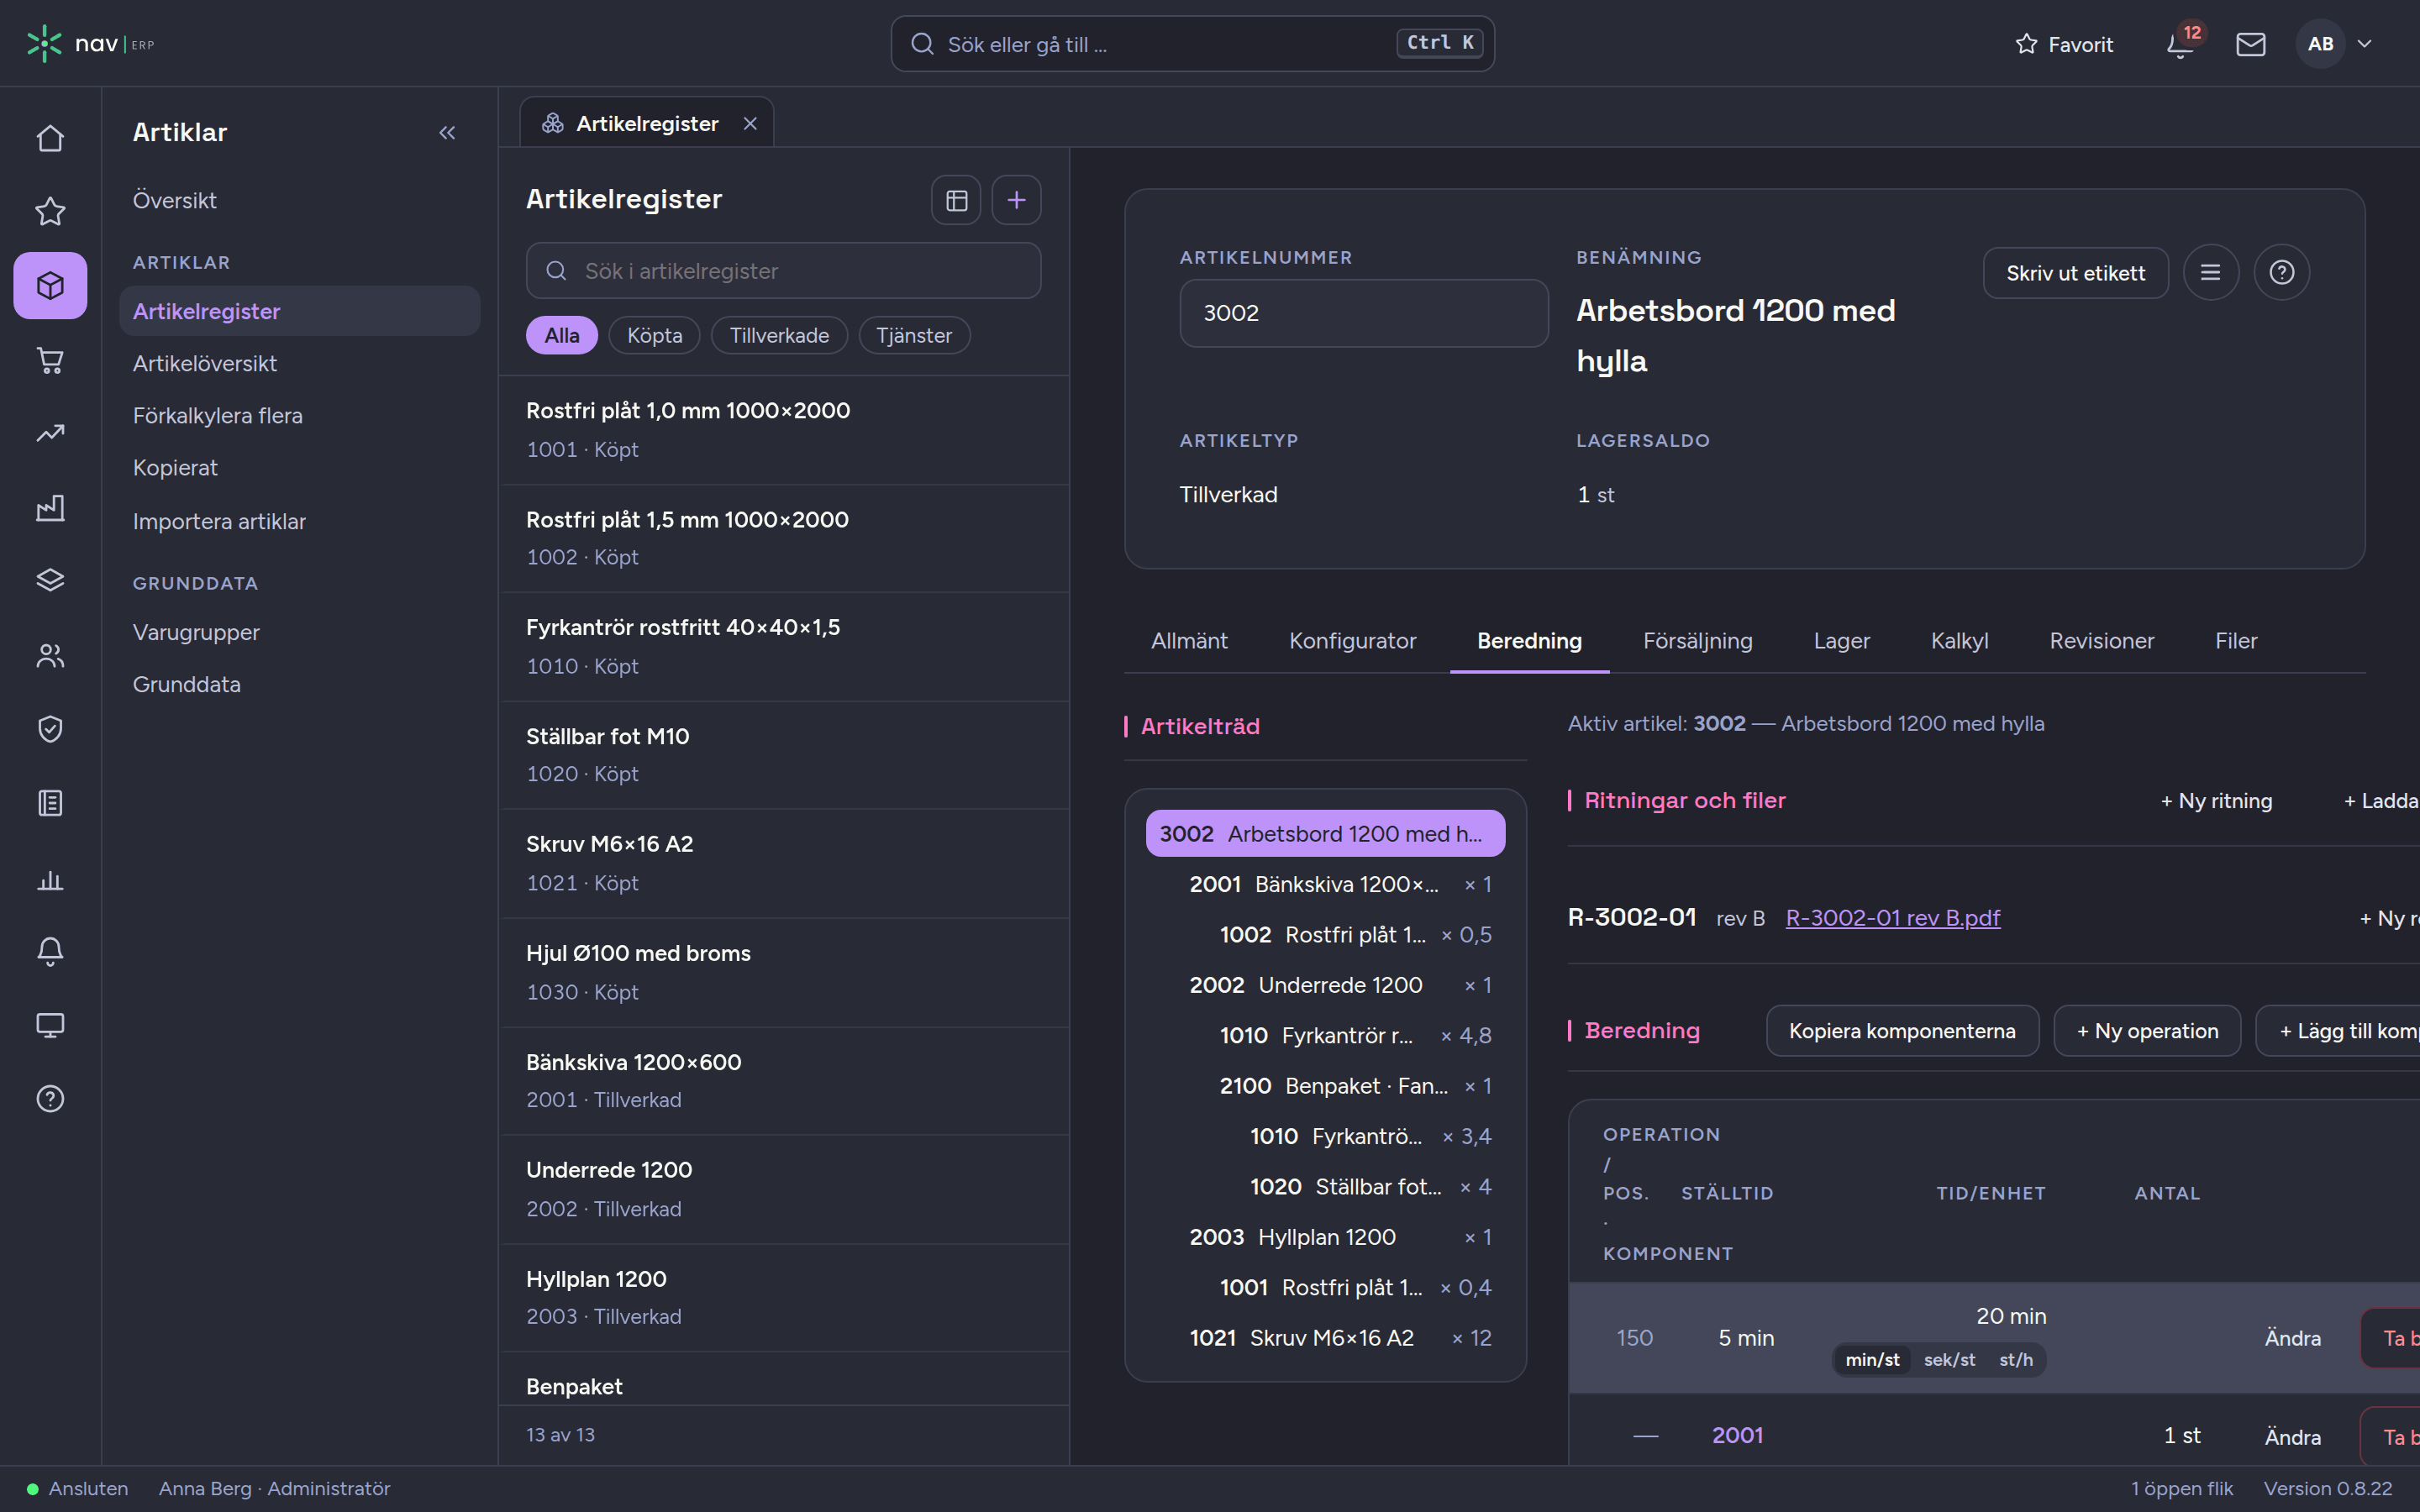 nav ERP
Sök eller gå till ...
Ctrl K
Favorit
12
AB
Artiklar
Översikt
ARTIKLAR
Artikelregister
Artikelöversikt
Förkalkylera flera
Kopierat
Importera artiklar
GRUNDDATA
Varugrupper
Grunddata
Artikelregister
Artikelregister
Sök i artikelregister
Alla Köpta Tillverkade Tjänster
Rostfri plåt 1,0 mm 1000×2000
1001 · Köpt
Rostfri plåt 1,5 mm 1000×2000
1002 · Köpt
Fyrkantrör rostfritt 40×40×1,5
1010 · Köpt
Ställbar fot M10
1020 · Köpt
Skruv M6×16 A2
1021 · Köpt
Hjul Ø100 med broms
1030 · Köpt
Bänkskiva 1200×600
2001 · Tillverkad
Underrede 1200
2002 · Tillverkad
Hyllplan 1200
2003 · Tillverkad
Benpaket
13 av 13
ARTIKELNUMMER
3002
BENÄMNING
Arbetsbord 1200 med
hylla
Skriv ut etikett
ARTIKELTYP
Tillverkad
LAGERSALDO
1 st
Allmänt Konfigurator Beredning Försäljning Lager Kalkyl Revisioner Filer
Artikelträd
3002 Arbetsbord 1200 med h...
2001 Bänkskiva 1200×... × 1
1002 Rostfri plåt 1... × 0,5
2002 Underrede 1200 × 1
1010 Fyrkantrör r... × 4,8
2100 Benpaket · Fan... × 1
1010 Fyrkantrö... × 3,4
1020 Ställbar fot... × 4
2003 Hyllplan 1200 × 1
1001 Rostfri plåt 1... × 0,4
1021 Skruv M6×16 A2 × 12
Aktiv artikel: 3002 — Arbetsbord 1200 med hylla
Ritningar och filer
+ Ny ritning
+ Ladda
R-3002-01 rev B R-3002-01 rev B.pdf
+ Ny r
Beredning
Kopiera komponenterna
+ Ny operation
+ Lägg till kom
OPERATION
/
POS. STÄLLTID TID/ENHET ANTAL
·
KOMPONENT
150 5 min 20 min
min/st sek/st st/h
Ändra
Ta b
— 2001 1 st Ändra Ta b
Ansluten Anna Berg · Administratör
1 öppen flik Version 0.8.22